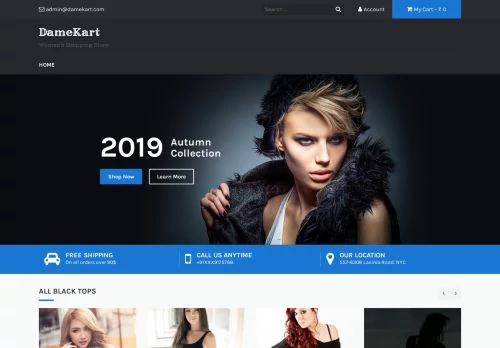 admin@damekart.com
Search ...
Account
My Cart - ₹ 0
DameKart
Women's Shopping Store
HOME
2019 Autumn
Collection
Shop Now
Learn More
FREE SHIPPING
On all orders over 90$
CALL US ANYTIME
+91XXX9175768
OUR LOCATION
557-6308 Lacinia Road. NYC
ALL BLACK TOPS